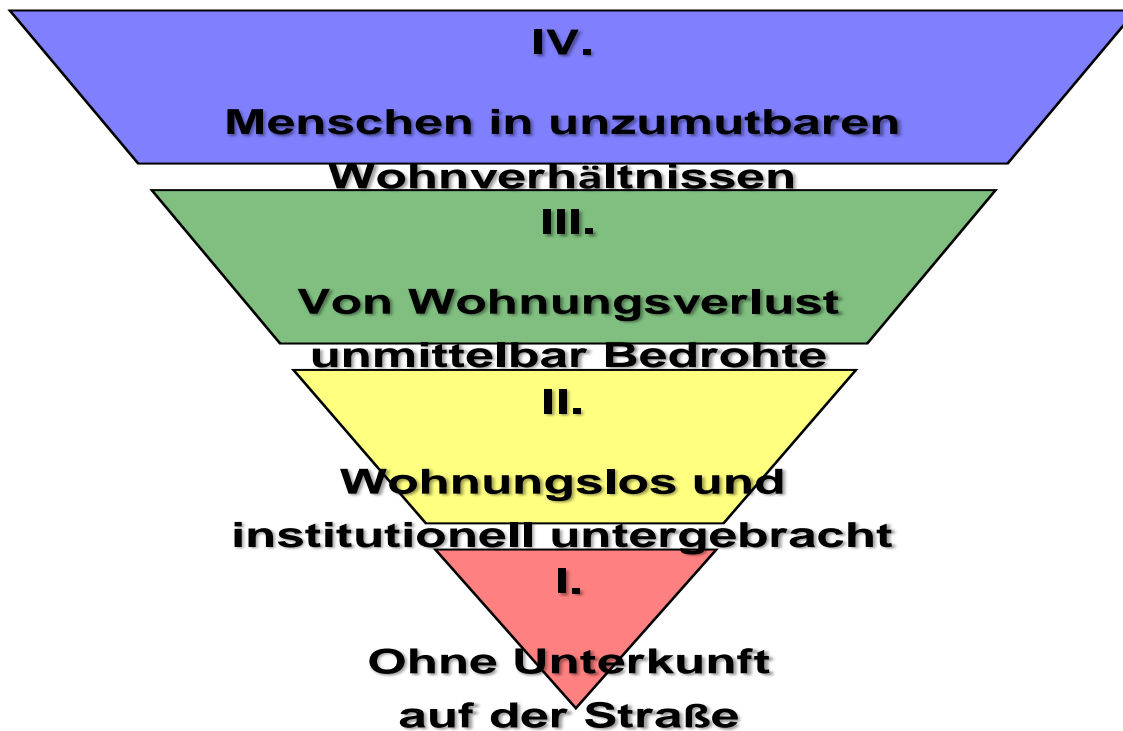 IV.
Menschen in unzumutbaren
Wohnverhältnissen
III.
Von Wohnungsverlust
unmittelbar Bedrohte
II.
Wohnungslos und
institutionell untergebracht
I.
Ohne Unterkunft
auf der Straße